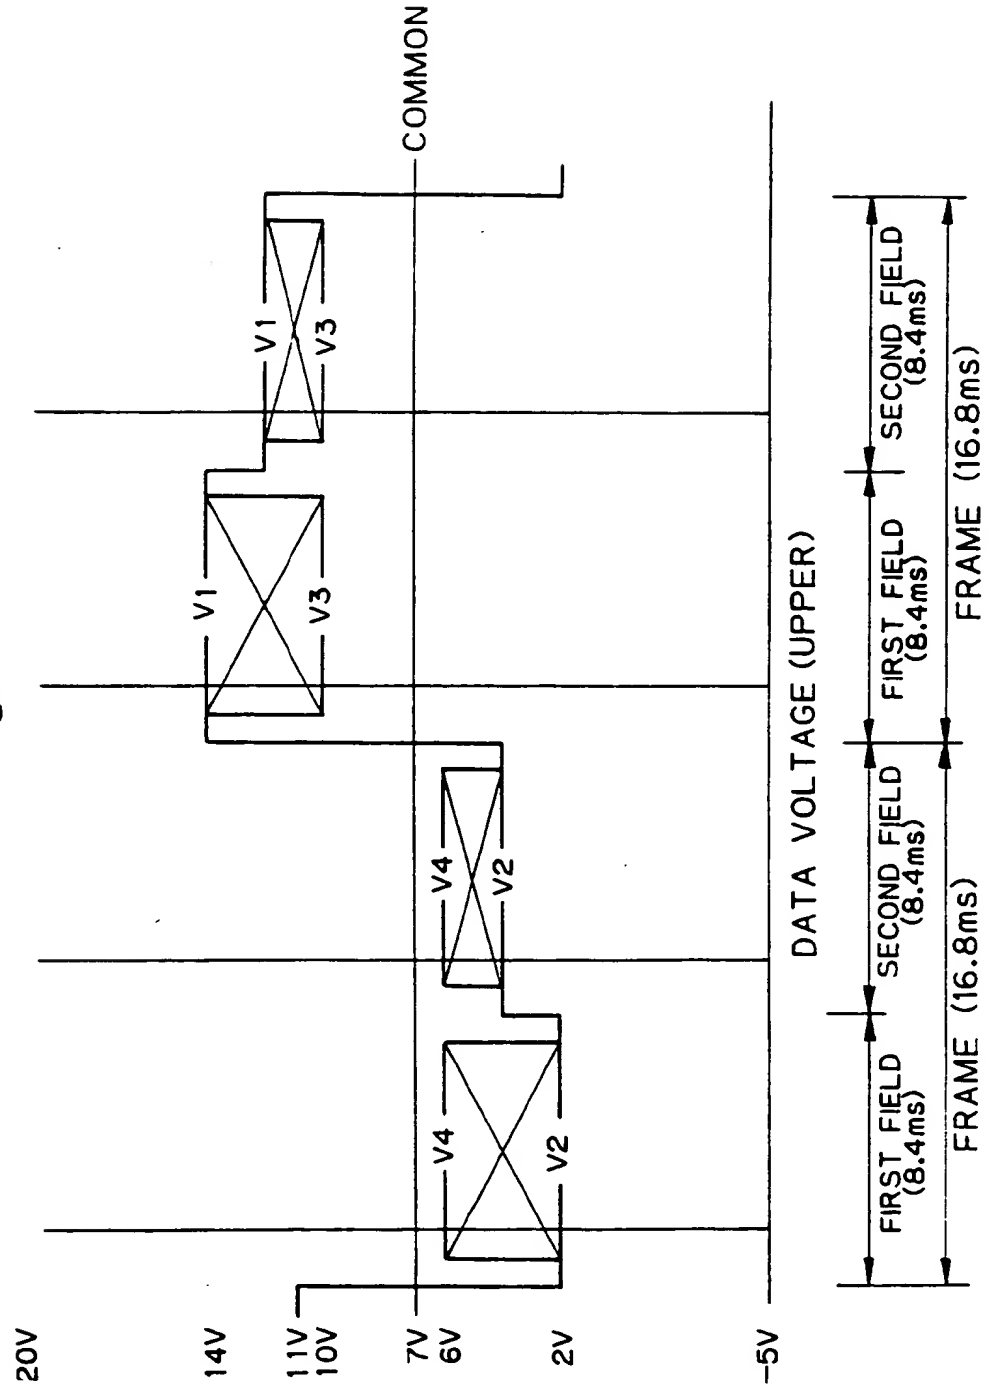 20V
14V
11V
10V
7V
6V
2V
-5V
COMMON
V4
V2
V4
V2
V1
V3
V1
V3
DATA VOLTAGE (UPPER)
FIRST FIELD
(8.4ms)
SECOND FIELD
(8.4ms)
FIRST FIELD
(8.4ms)
SECOND FIELD
(8.4ms)
FRAME (16.8ms)
FRAME (16.8ms)